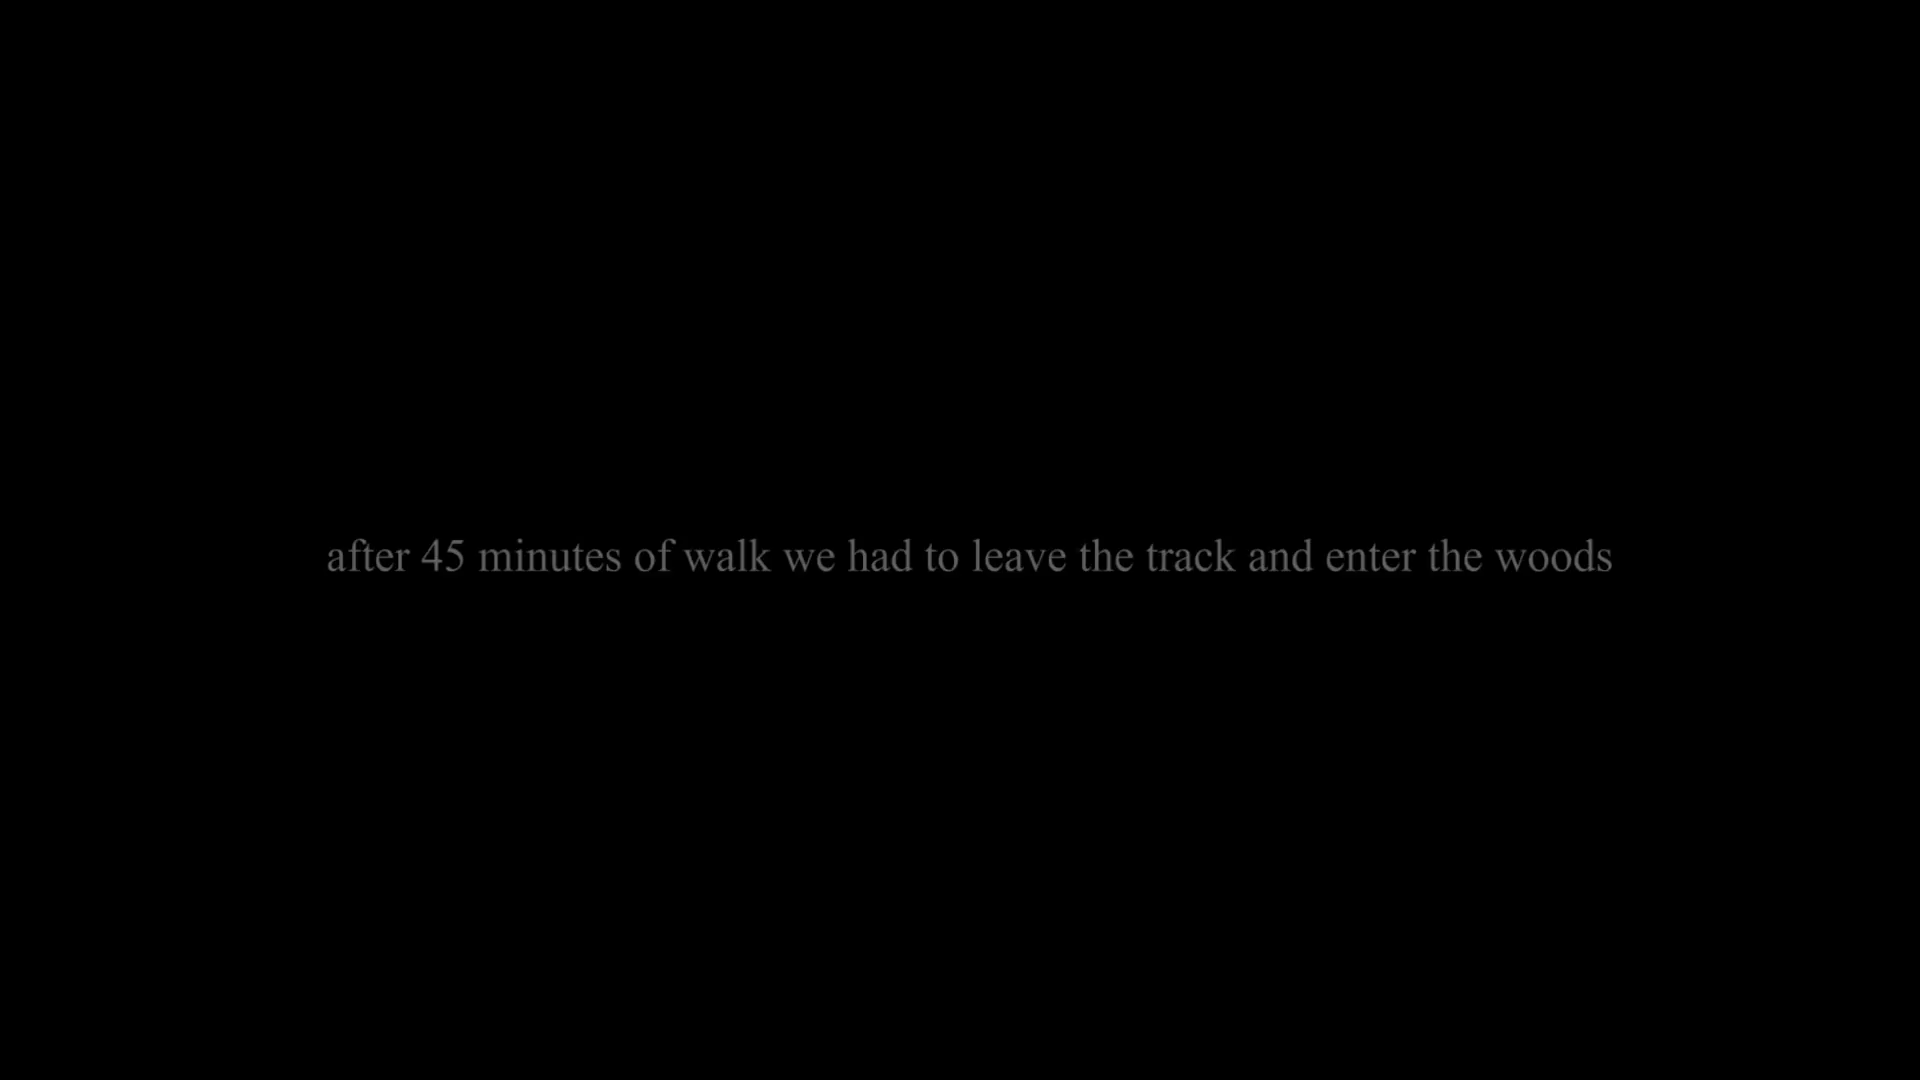 after 45 minutes of walk we had to leave the track and enter the woods